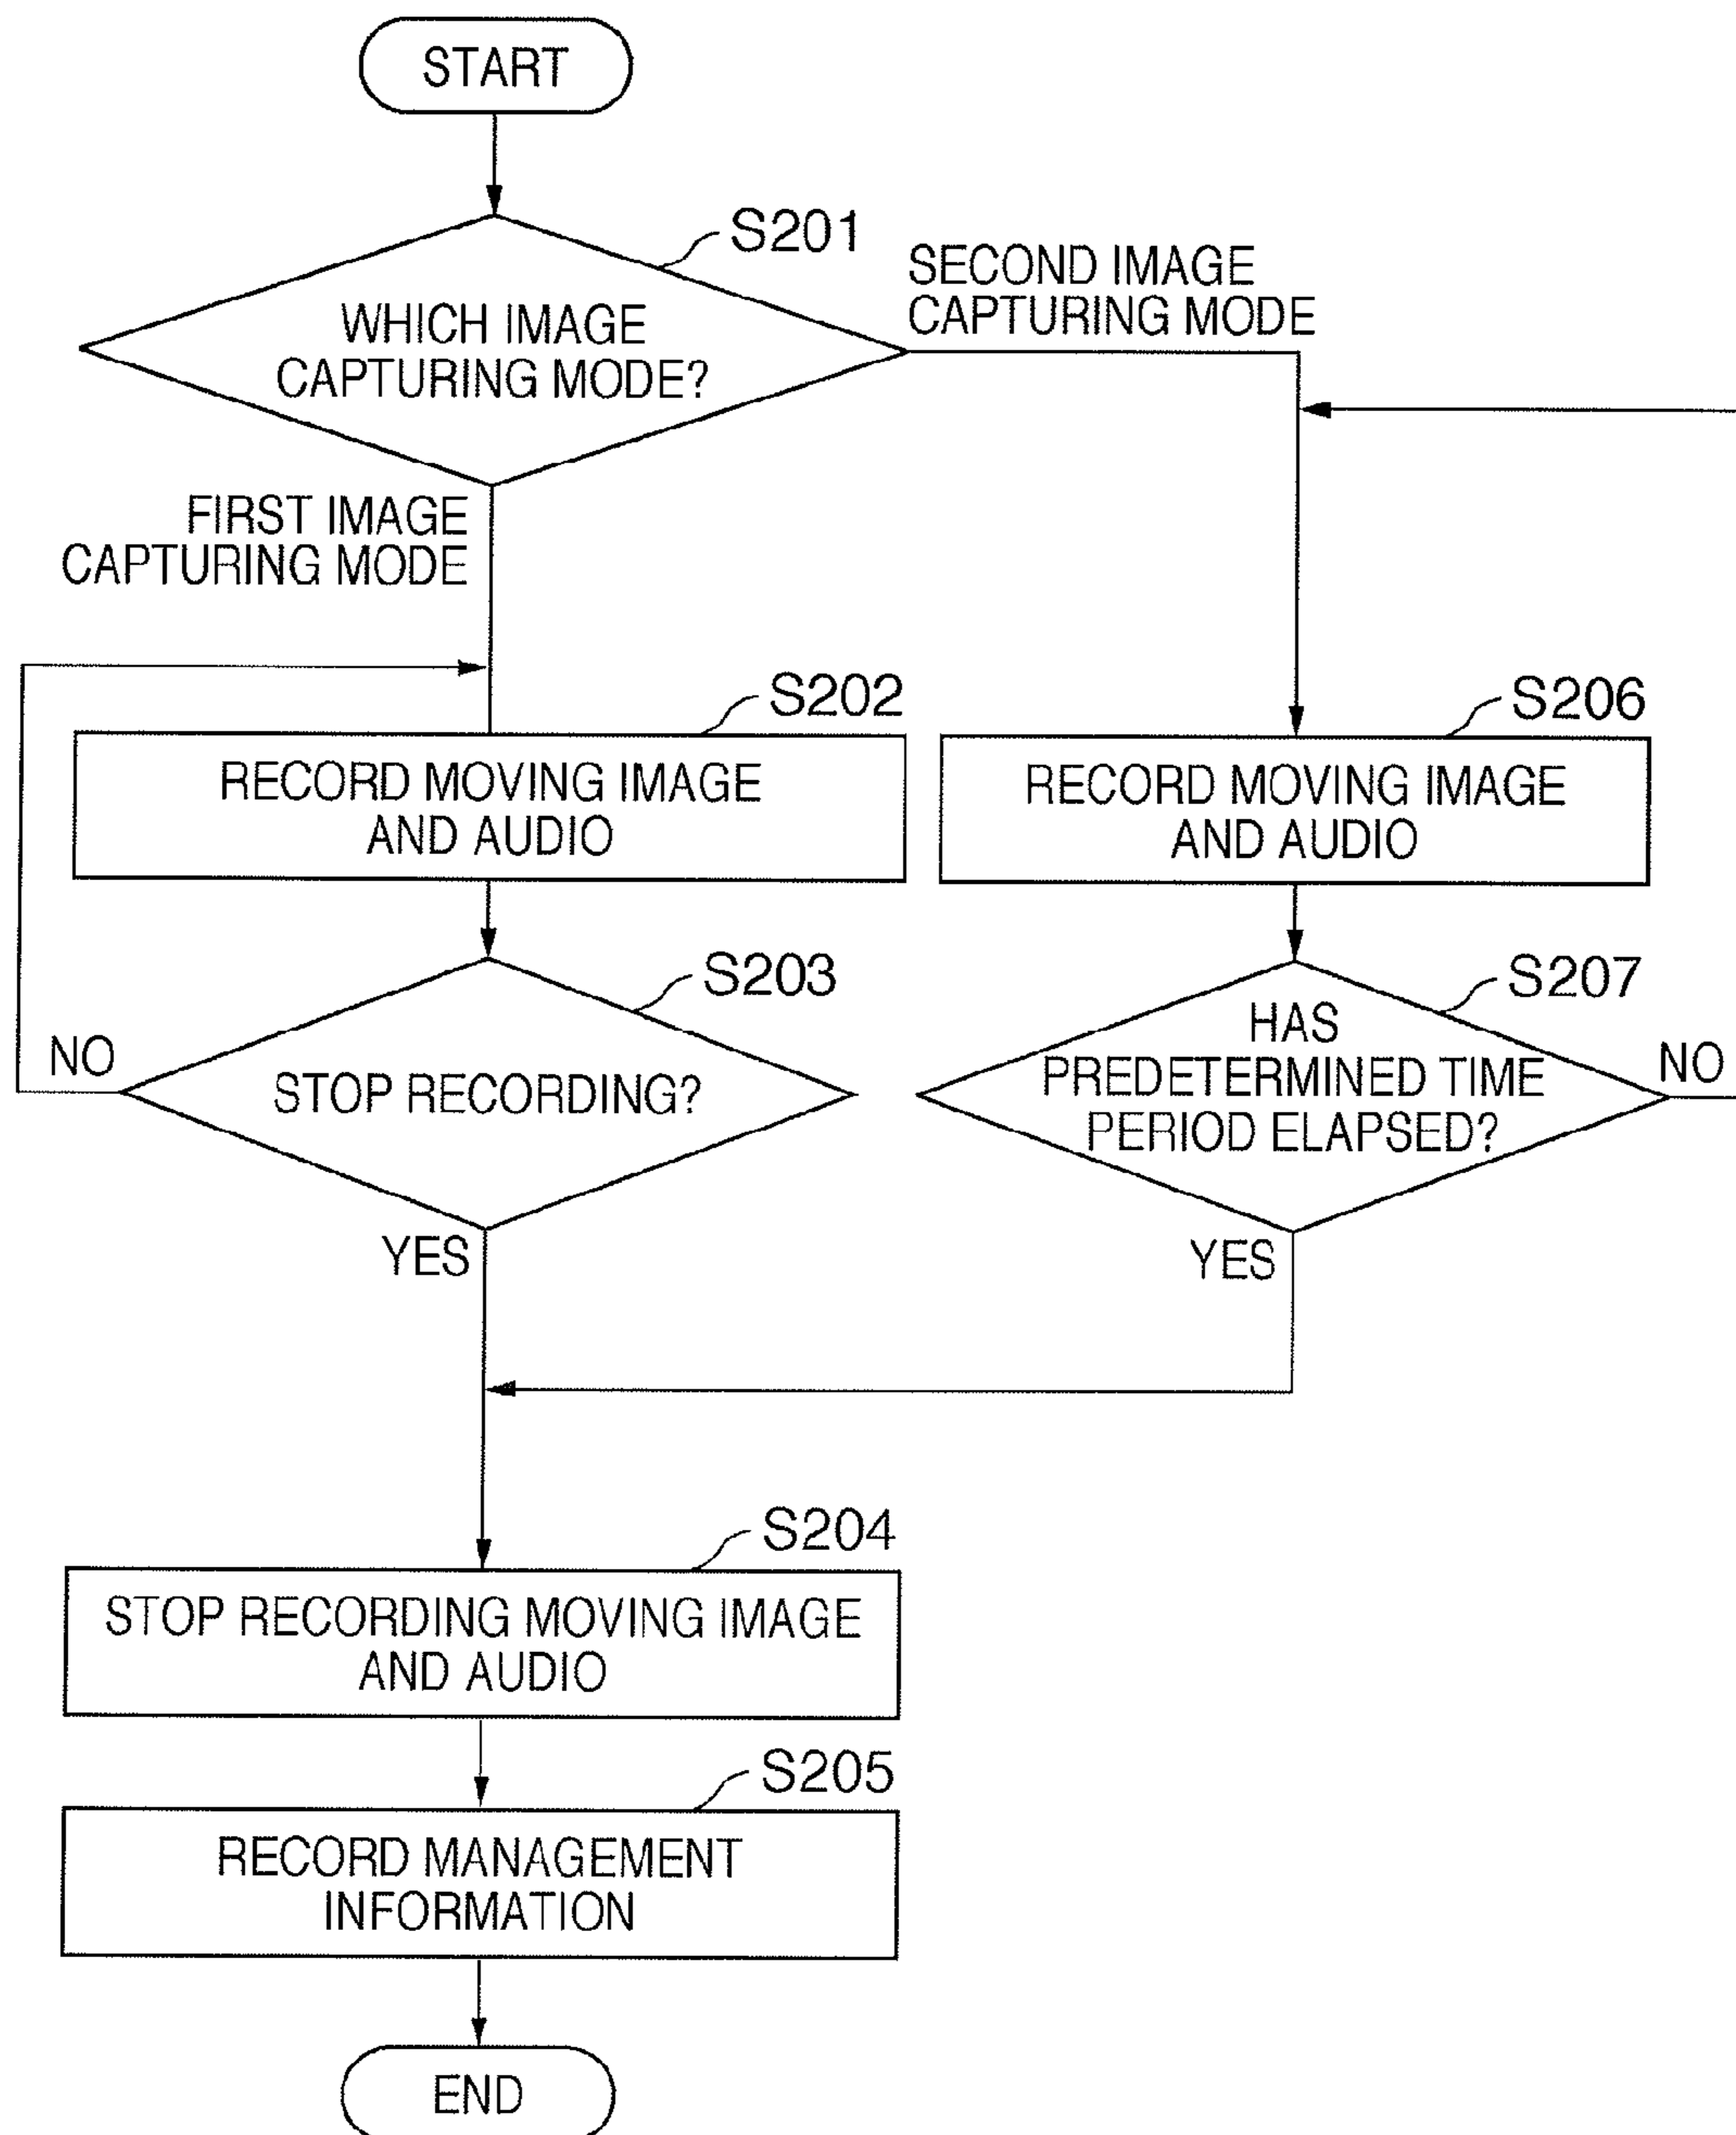 START
S201
WHICH IMAGE
CAPTURING MODE?
SECOND IMAGE
CAPTURING MODE
FIRST IMAGE
CAPTURING MODE
S202
RECORD MOVING IMAGE
AND AUDIO
S206
RECORD MOVING IMAGE
AND AUDIO
S203
STOP RECORDING?
NO
YES
S207
HAS
PREDETERMINED TIME
PERIOD ELAPSED?
NO
YES
S204
STOP RECORDING MOVING IMAGE
AND AUDIO
S205
RECORD MANAGEMENT
INFORMATION
END